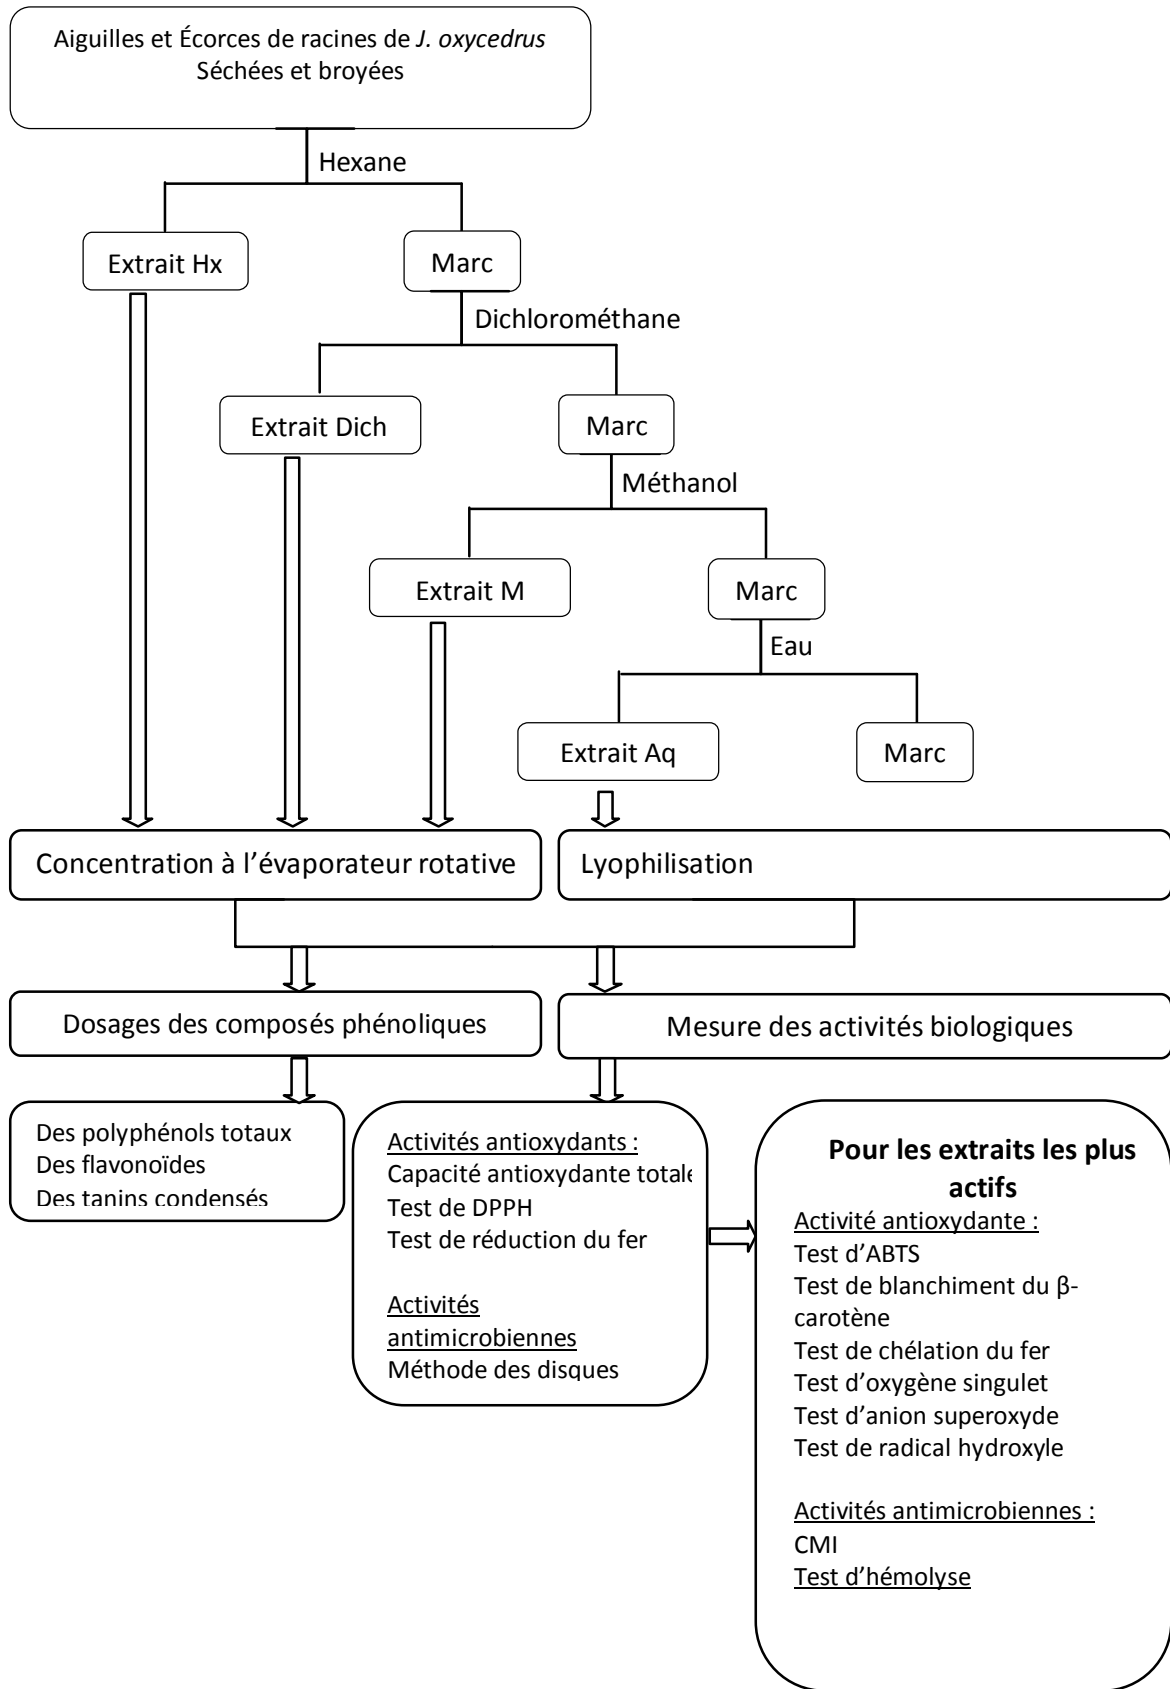 Aiguilles et Écorces de racines de J. oxycedrus
Séchées et broyées
Hexane
Extrait Hx
Marc
Dichlorométhane
Extrait Dich
Marc
Méthanol
Extrait M
Marc
Eau
Extrait Aq
Marc
Concentration à l’évaporateur rotative
Lyophilisation
Dosages des composés phénoliques
Mesure des activités biologiques
Des polyphénols totaux
Des flavonoïdes
Des tanins condensés
Activités antioxydants :
Capacité antioxydante totale
Test de DPPH
Test de réduction du fer
Activités
antimicrobiennes
Méthode des disques
Pour les extraits les plus
actifs
Activité antioxydante :
Test d’ABTS
Test de blanchiment du β-
carotène
Test de chélation du fer
Test d’oxygène singulet
Test d’anion superoxyde
Test de radical hydroxyle
Activités antimicrobiennes :
CMI
Test d’hémolyse